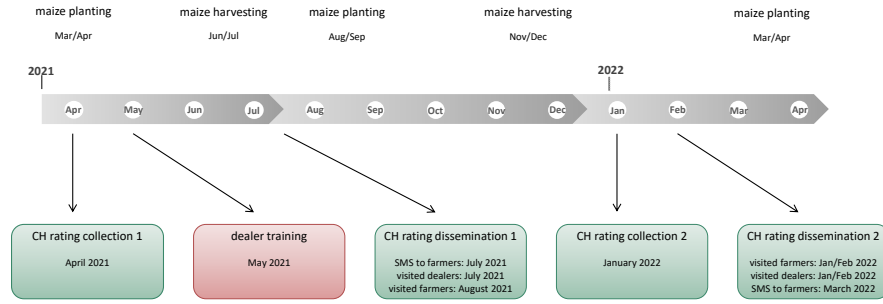 maize planting
Mar/Apr
maize harvesting
Jun/Jul
maize planting
Aug/Sep
maize harvesting
Nov/Dec
maize planting
Mar/Apr
2021
2022
Apr
May
Jun
Jul
Aug
Sep
Oct
Nov
Dec
Jan
Feb
Mar
Apr
CH rating collection 1
April 2021
dealer training
May 2021
CH rating dissemination 1
SMS to farmers: July 2021
visited dealers: July 2021
visited farmers: August 2021
CH rating collection 2
January 2022
CH rating dissemination 2
visited farmers: Jan/Feb 2022
visited dealers: Jan/Feb 2022
SMS to farmers: March 2022